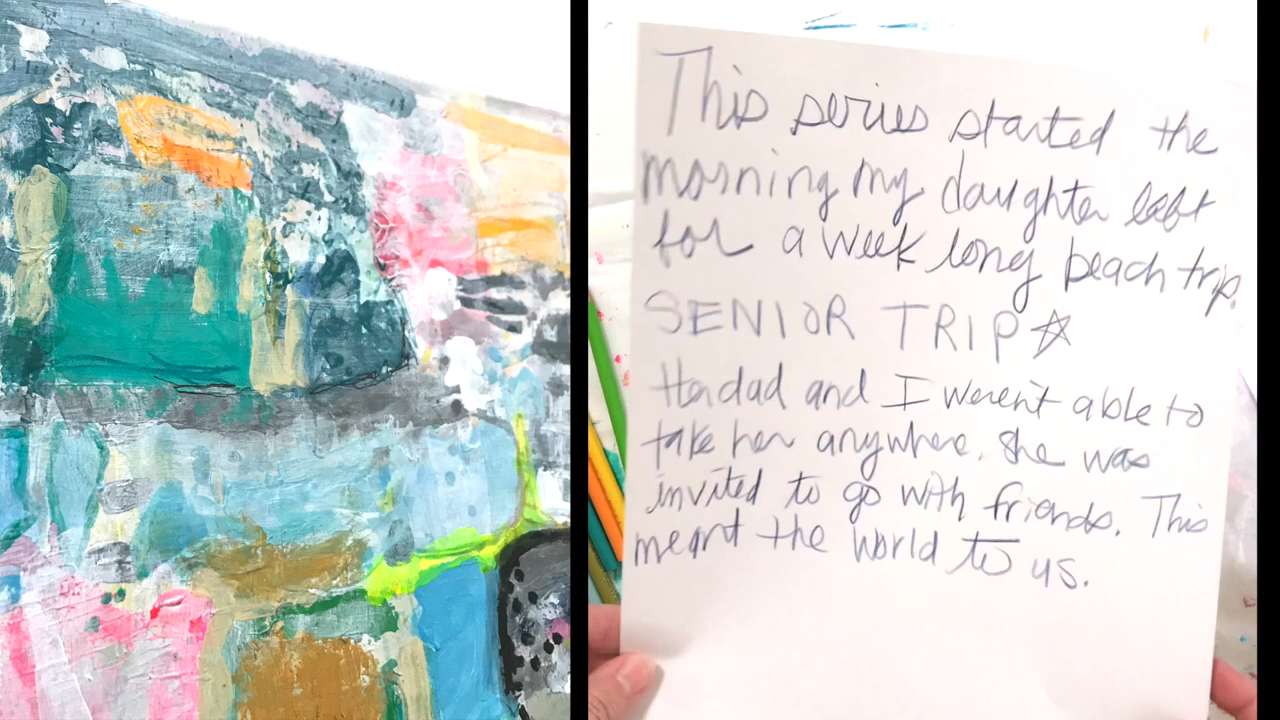 This series started the
morning my daughter left
for a week long beach trip.
SENIOR TRIP☆
Her dad and I weren't able to
take her anywhere. She was
invited to go with friends. This
meant the world to us.